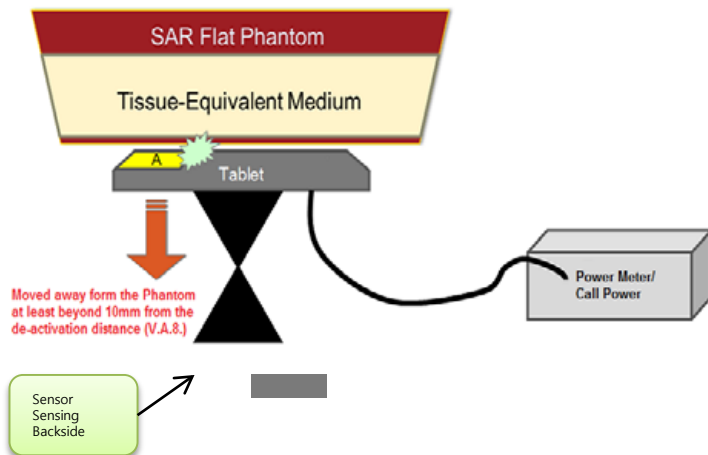 SAR Flat Phantom
Tissue-Equivalent Medium
A
Tablet
Moved away form the Phantom
at least beyond 10mm from the
de-activation distance (V.A.8.)
Power Meter/
Call Power
Sensor
Sensing
Backside